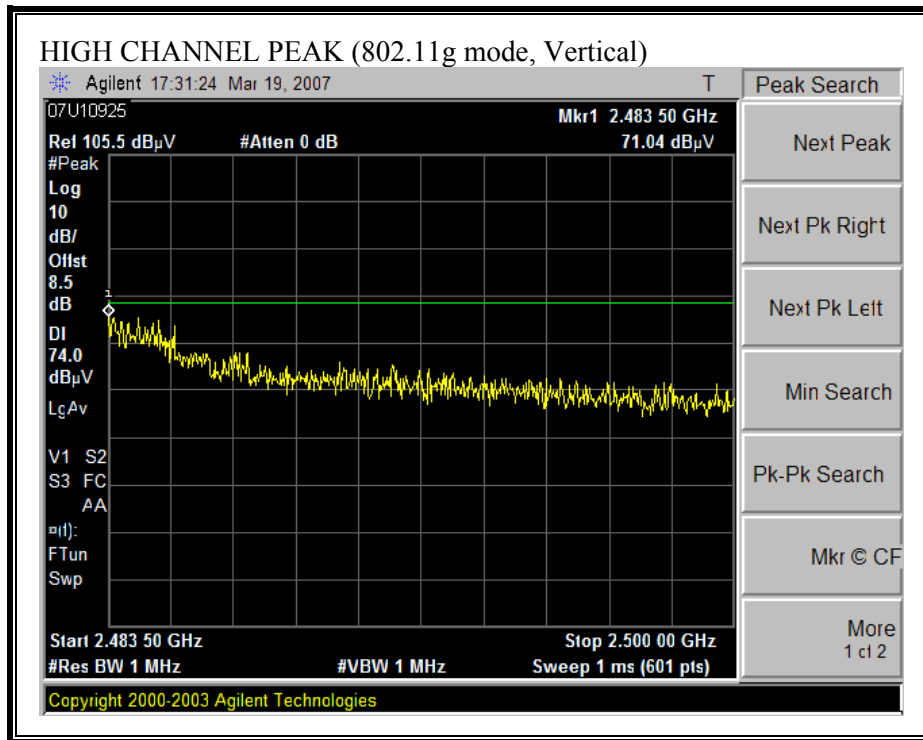 HIGH CHANNEL PEAK (802.11g mode, Vertical)
Agilent 17:31:24 Mar 19, 2007 T
Peak Search
07U10925
Mkr1 2.483 50 GHz
Ref 105.5 dBµV #Atten 0 dB 71.04 dBµV
#Peak
Log
10
dB/
Offst
8.5
dB
DI
74.0
dBµV
LgAv
V1 S2
S3 FC
AA
¤(f):
FTun
Swp
1
Start 2.483 50 GHz Stop 2.500 00 GHz
#Res BW 1 MHz #VBW 1 MHz Sweep 1 ms (601 pts)
Copyright 2000-2003 Agilent Technologies
Next Peak
Next Pk Right
Next Pk Left
Min Search
Pk-Pk Search
Mkr © CF
More
1 of 2